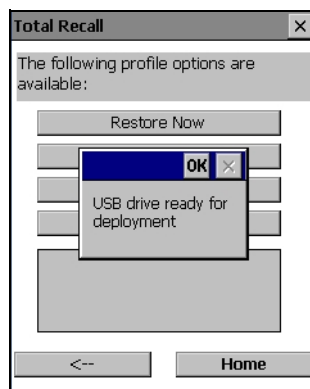 Total Recall
The following profile options are
available:
Restore Now
OK
USB drive ready for
deployment
<--
Home